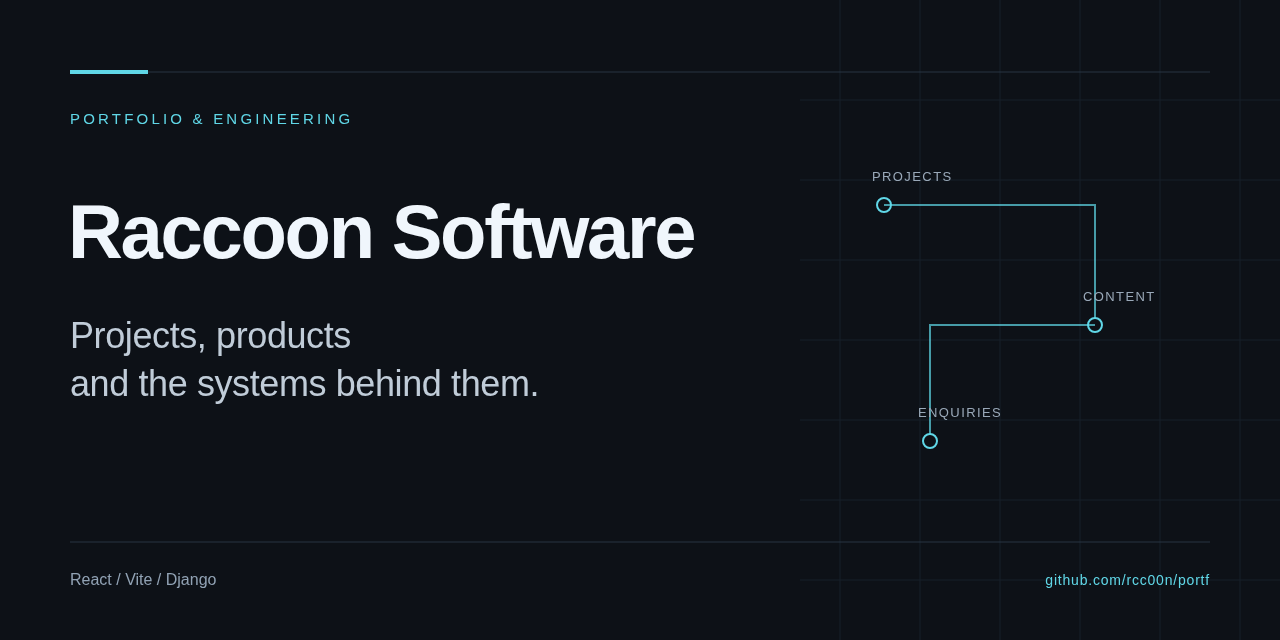 PORTFOLIO & ENGINEERING
Raccoon Software
Projects, products
and the systems behind them.
PROJECTS
CONTENT
ENQUIRIES
React / Vite / Django
github.com/rcc00n/portf